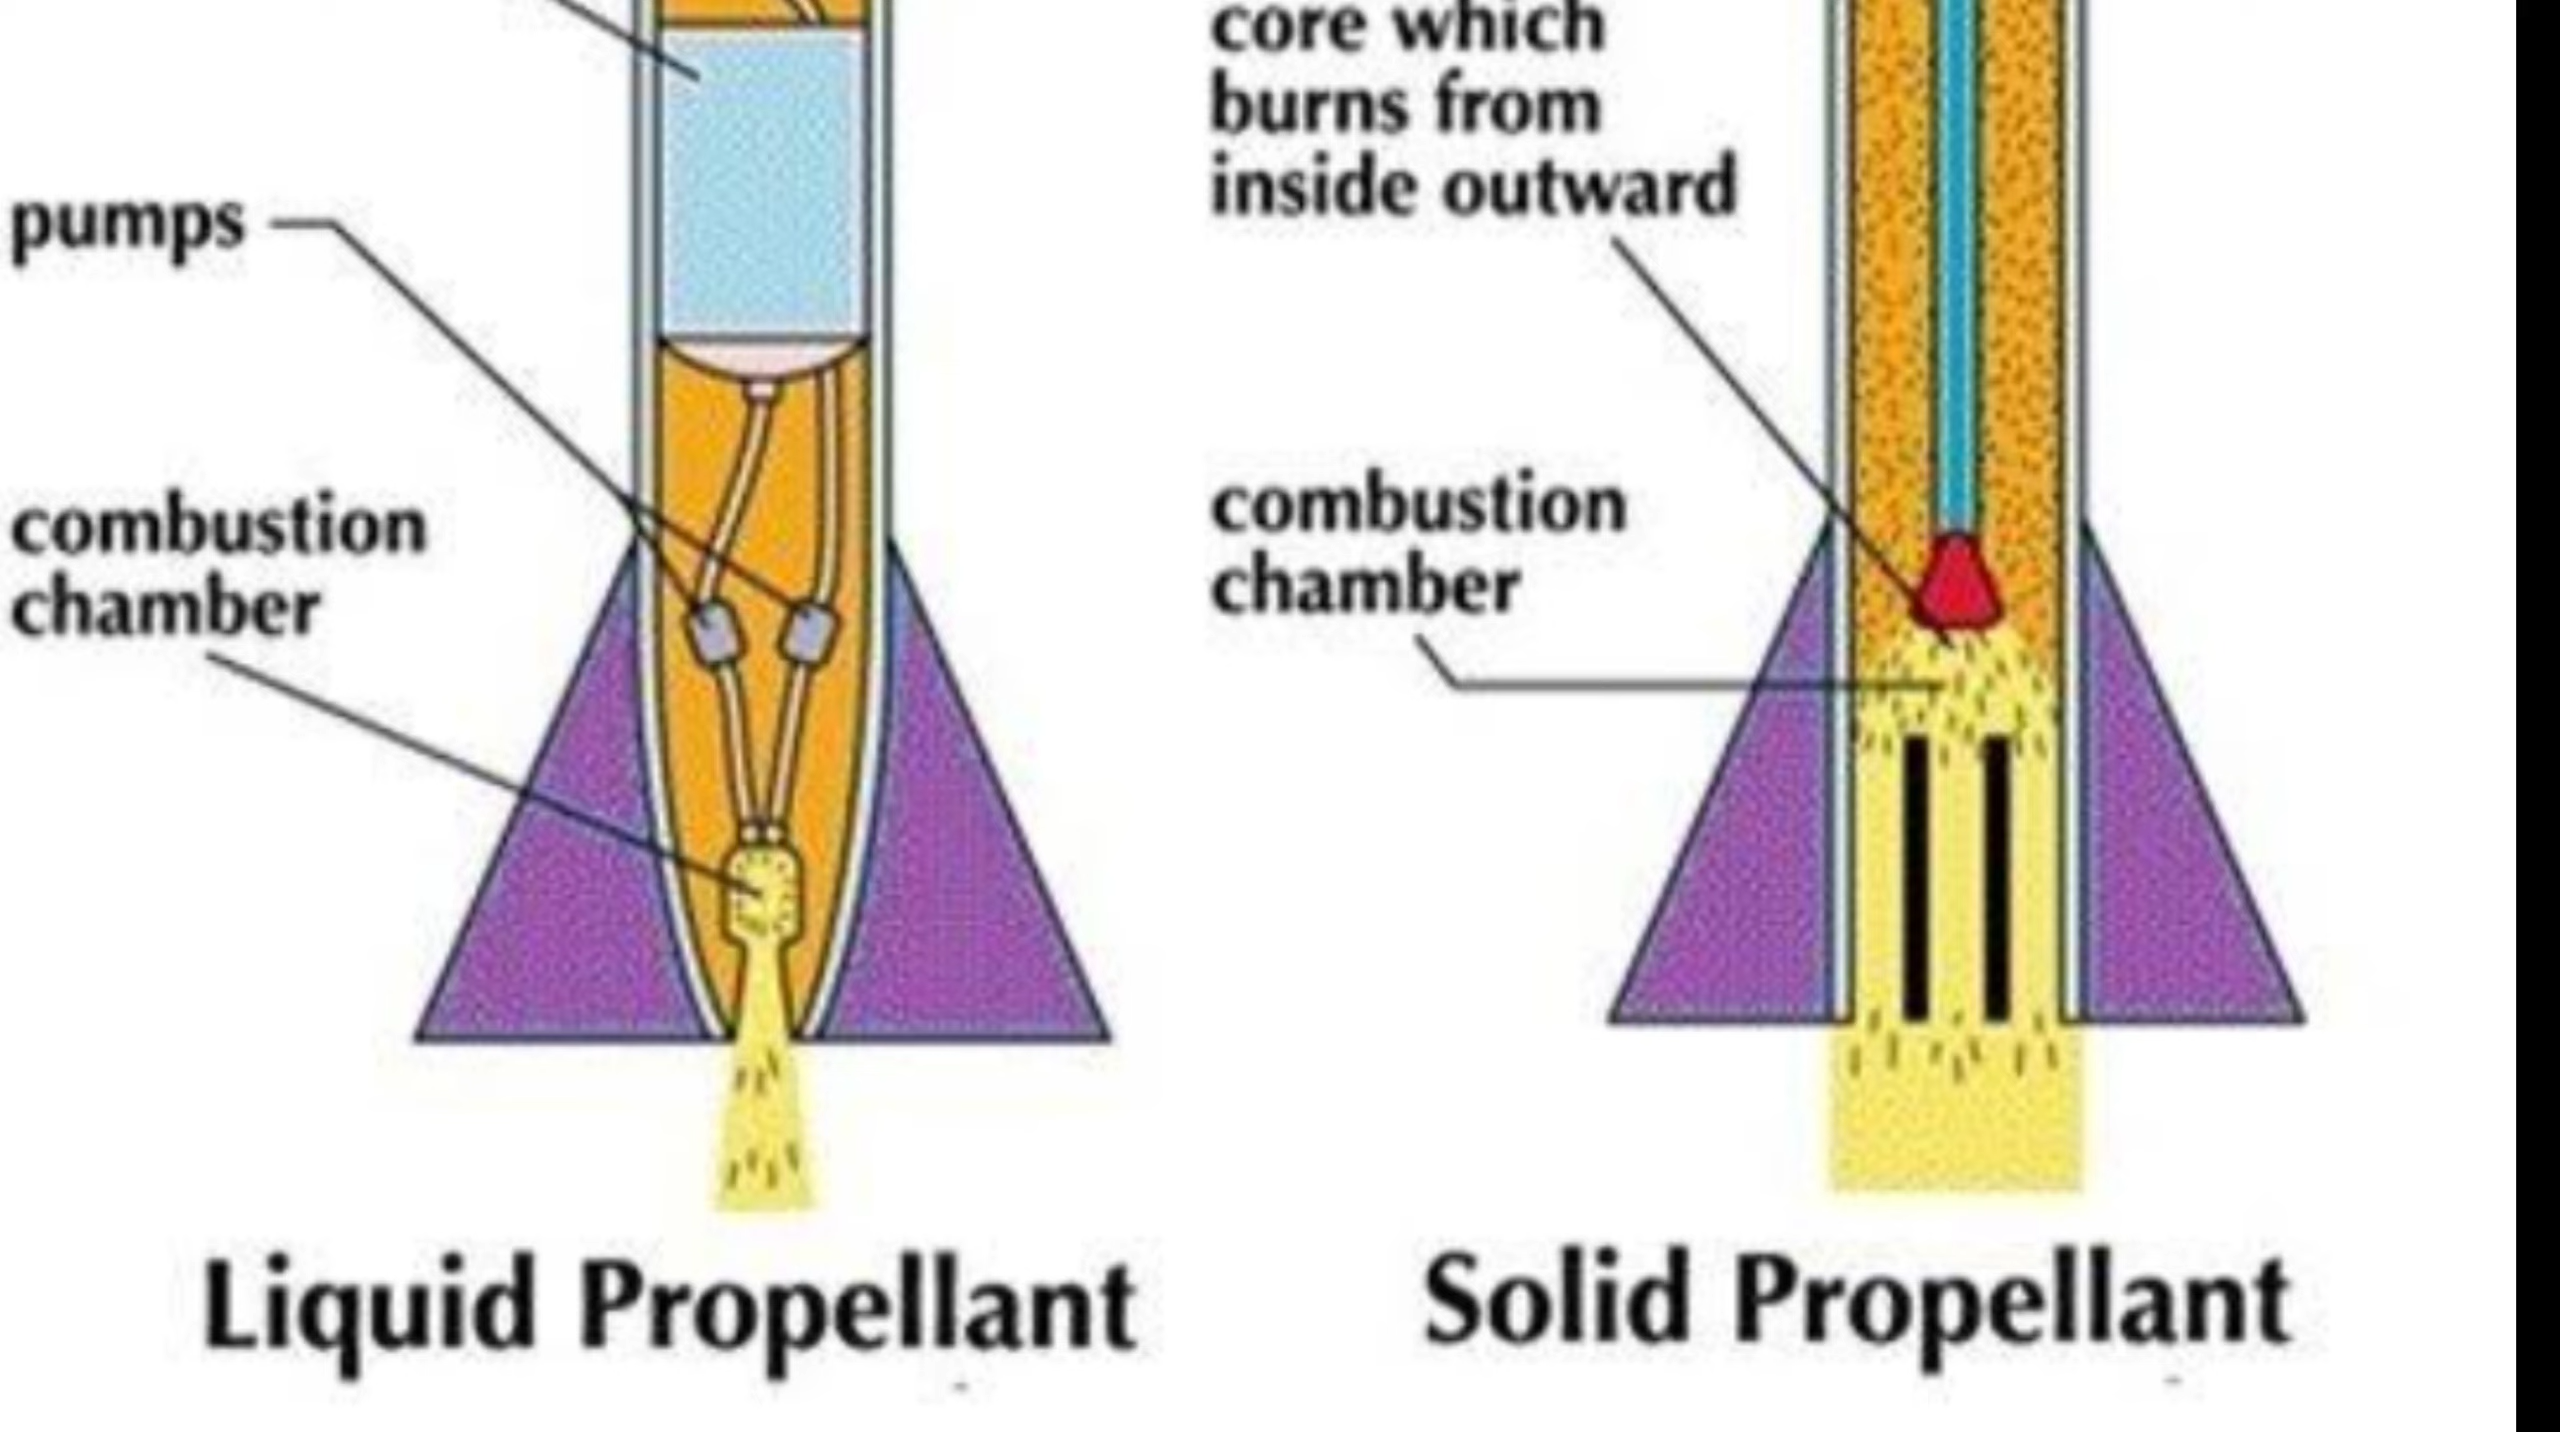 pumps
combustion
chamber
Liquid Propellant
core which
burns from
inside outward
combustion
chamber
Solid Propellant